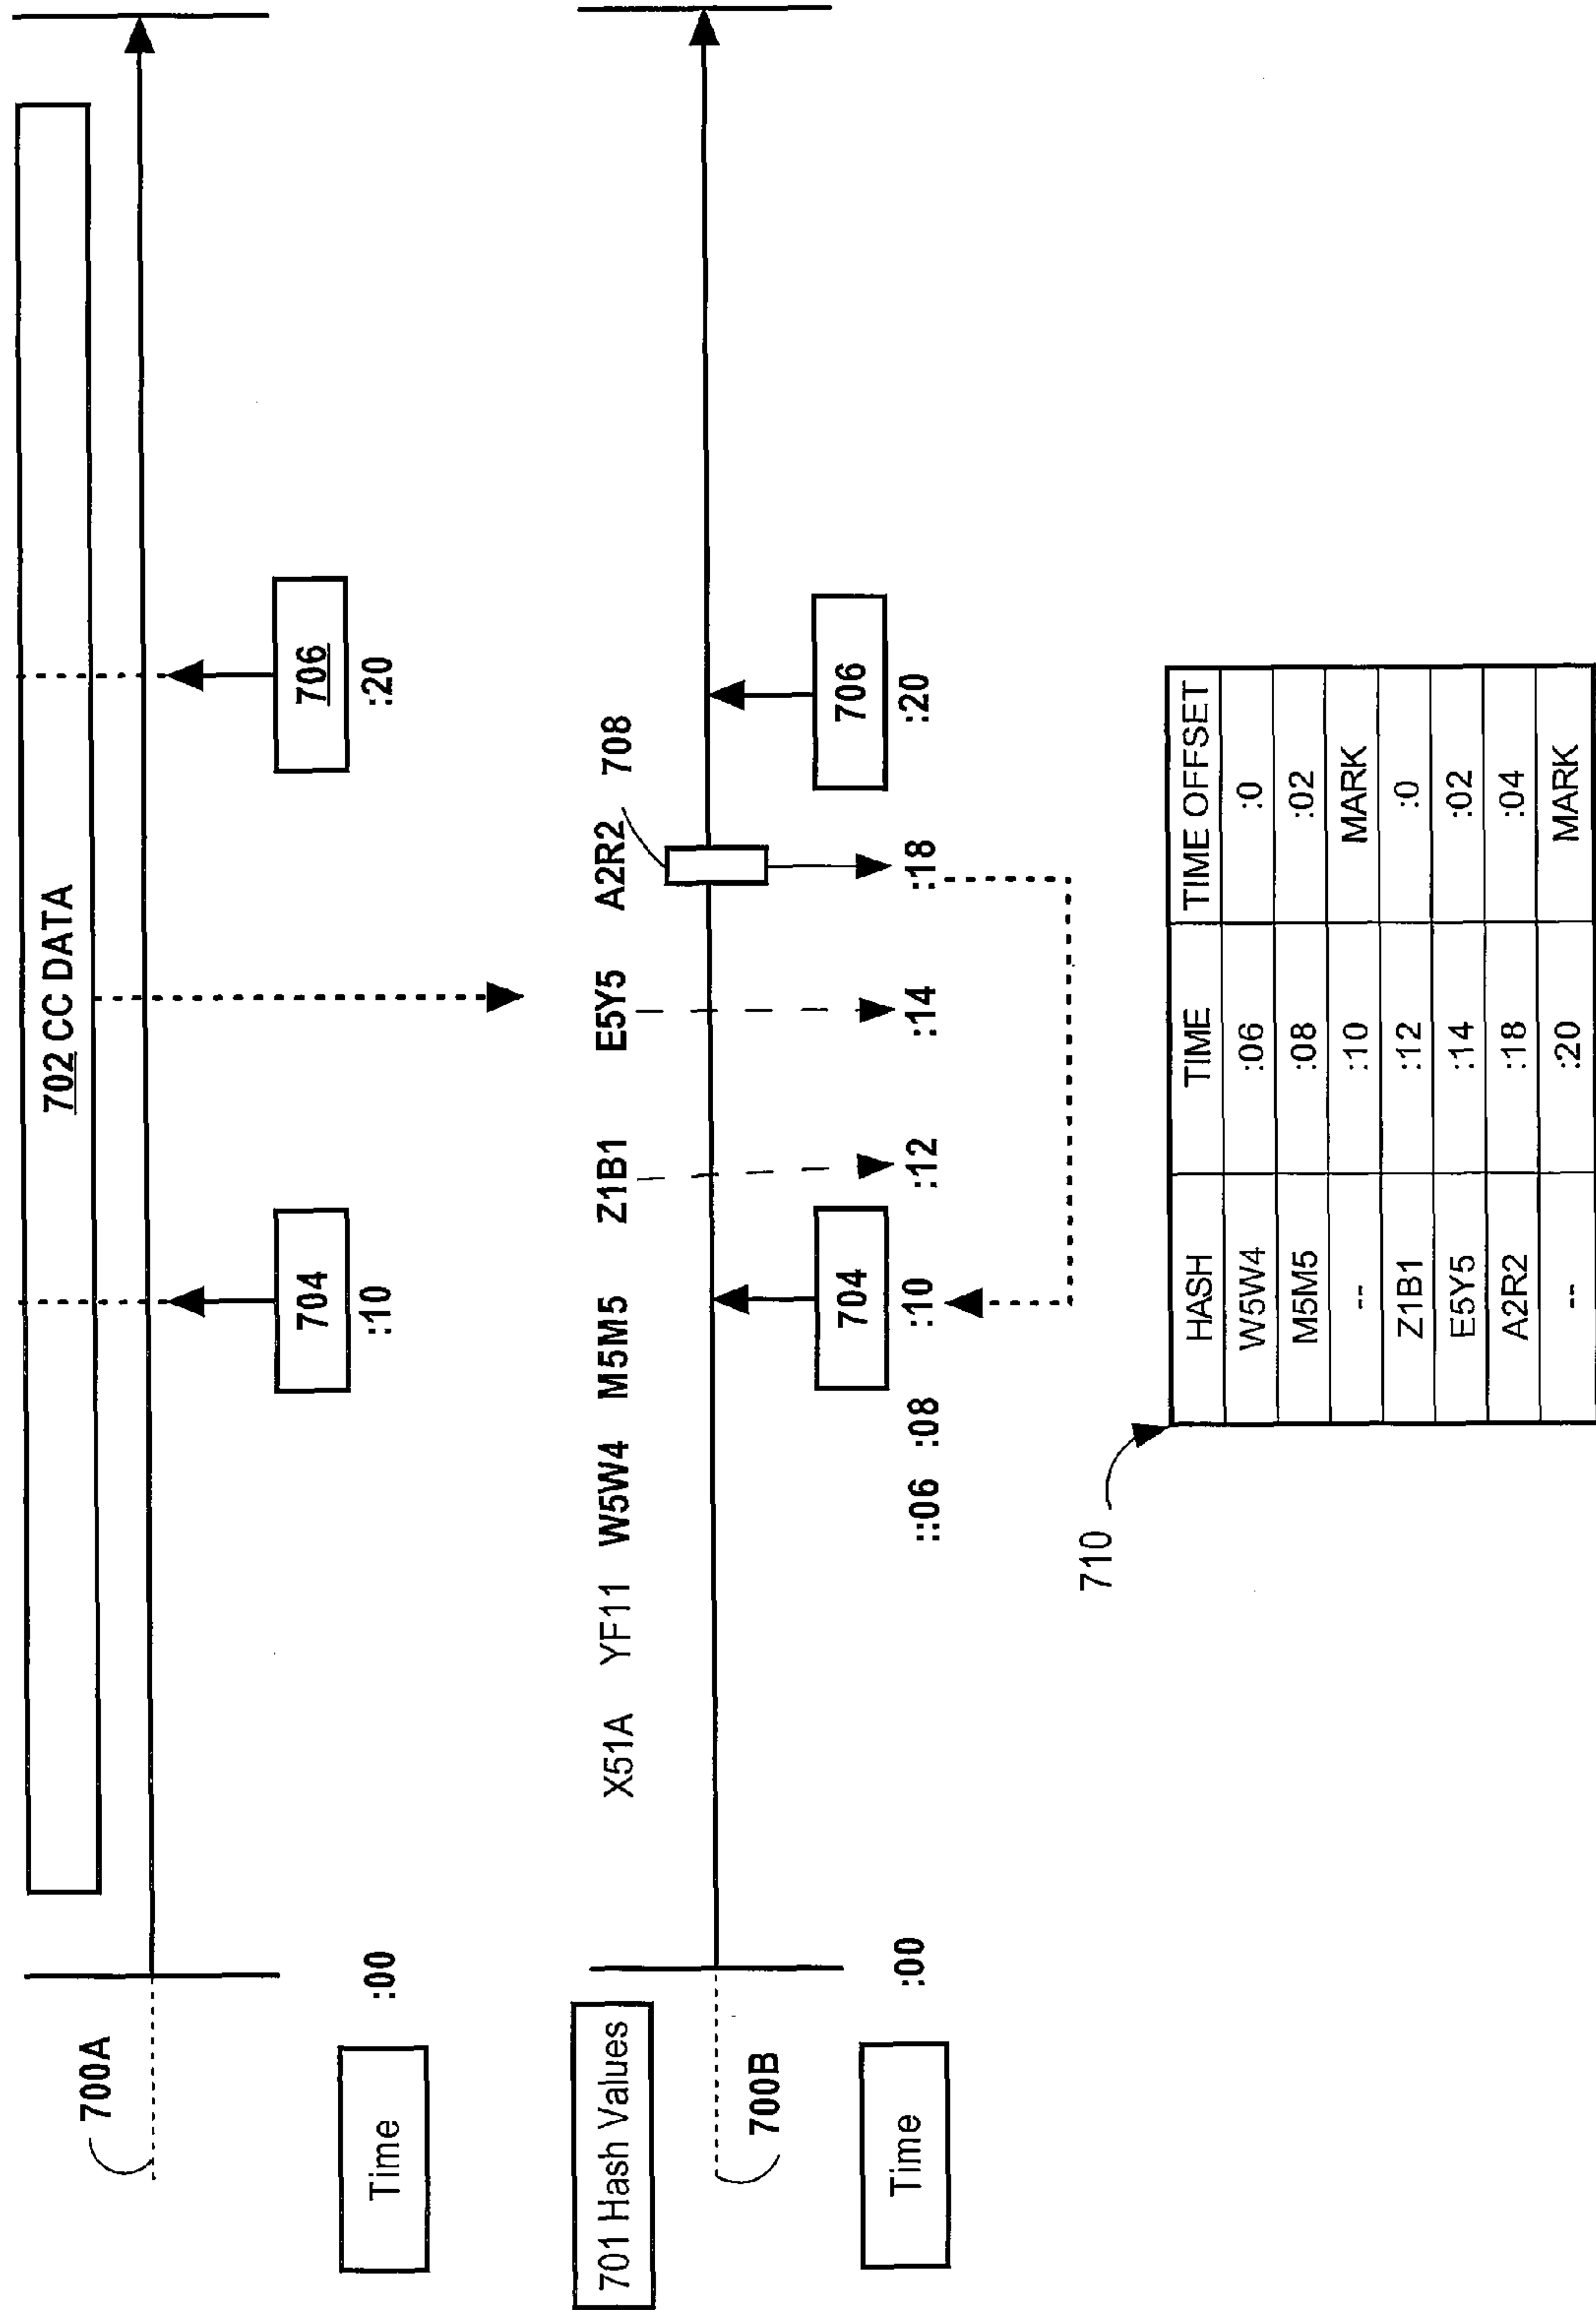 702 CC DATA
700A
704
706
:10
:20
Time
:00
701 Hash Values
708
X51A YF11 W5W4 M5M5 Z1B1 E5Y5 A2R2
700B
704
706
Time
:00
::06 :08 :10 :12 :14 :18 :20
710
HASH TIME TIME OFFSET
W5W4 :06 :0
M5M5 :08 :02
-- :10 MARK
Z1B1 :12 :0
E5Y5 :14 :02
A2R2 :18 :04
-- :20 MARK